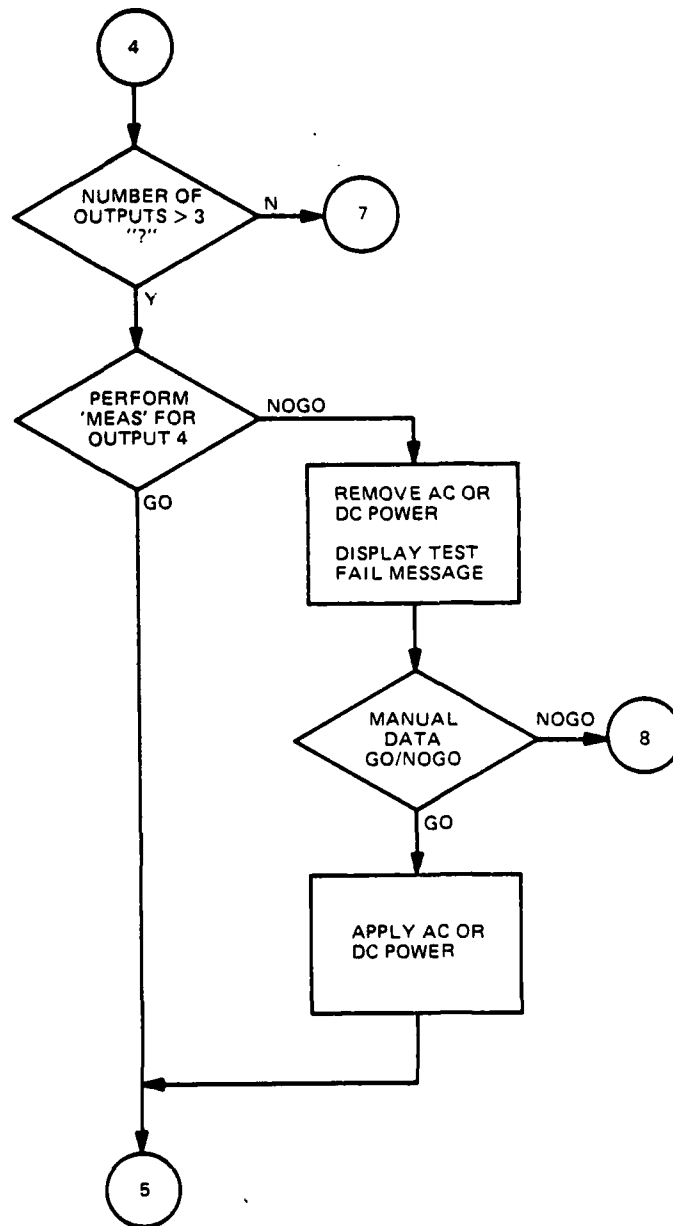 4
NUMBER OF
OUTPUTS > 3
"?"
N
7
Y
PERFORM
'MEAS' FOR
OUTPUT 4
NOGO
GO
REMOVE AC OR
DC POWER
DISPLAY TEST
FAIL MESSAGE
MANUAL
DATA
GO/NOGO
NOGO
8
GO
APPLY AC OR
DC POWER
5